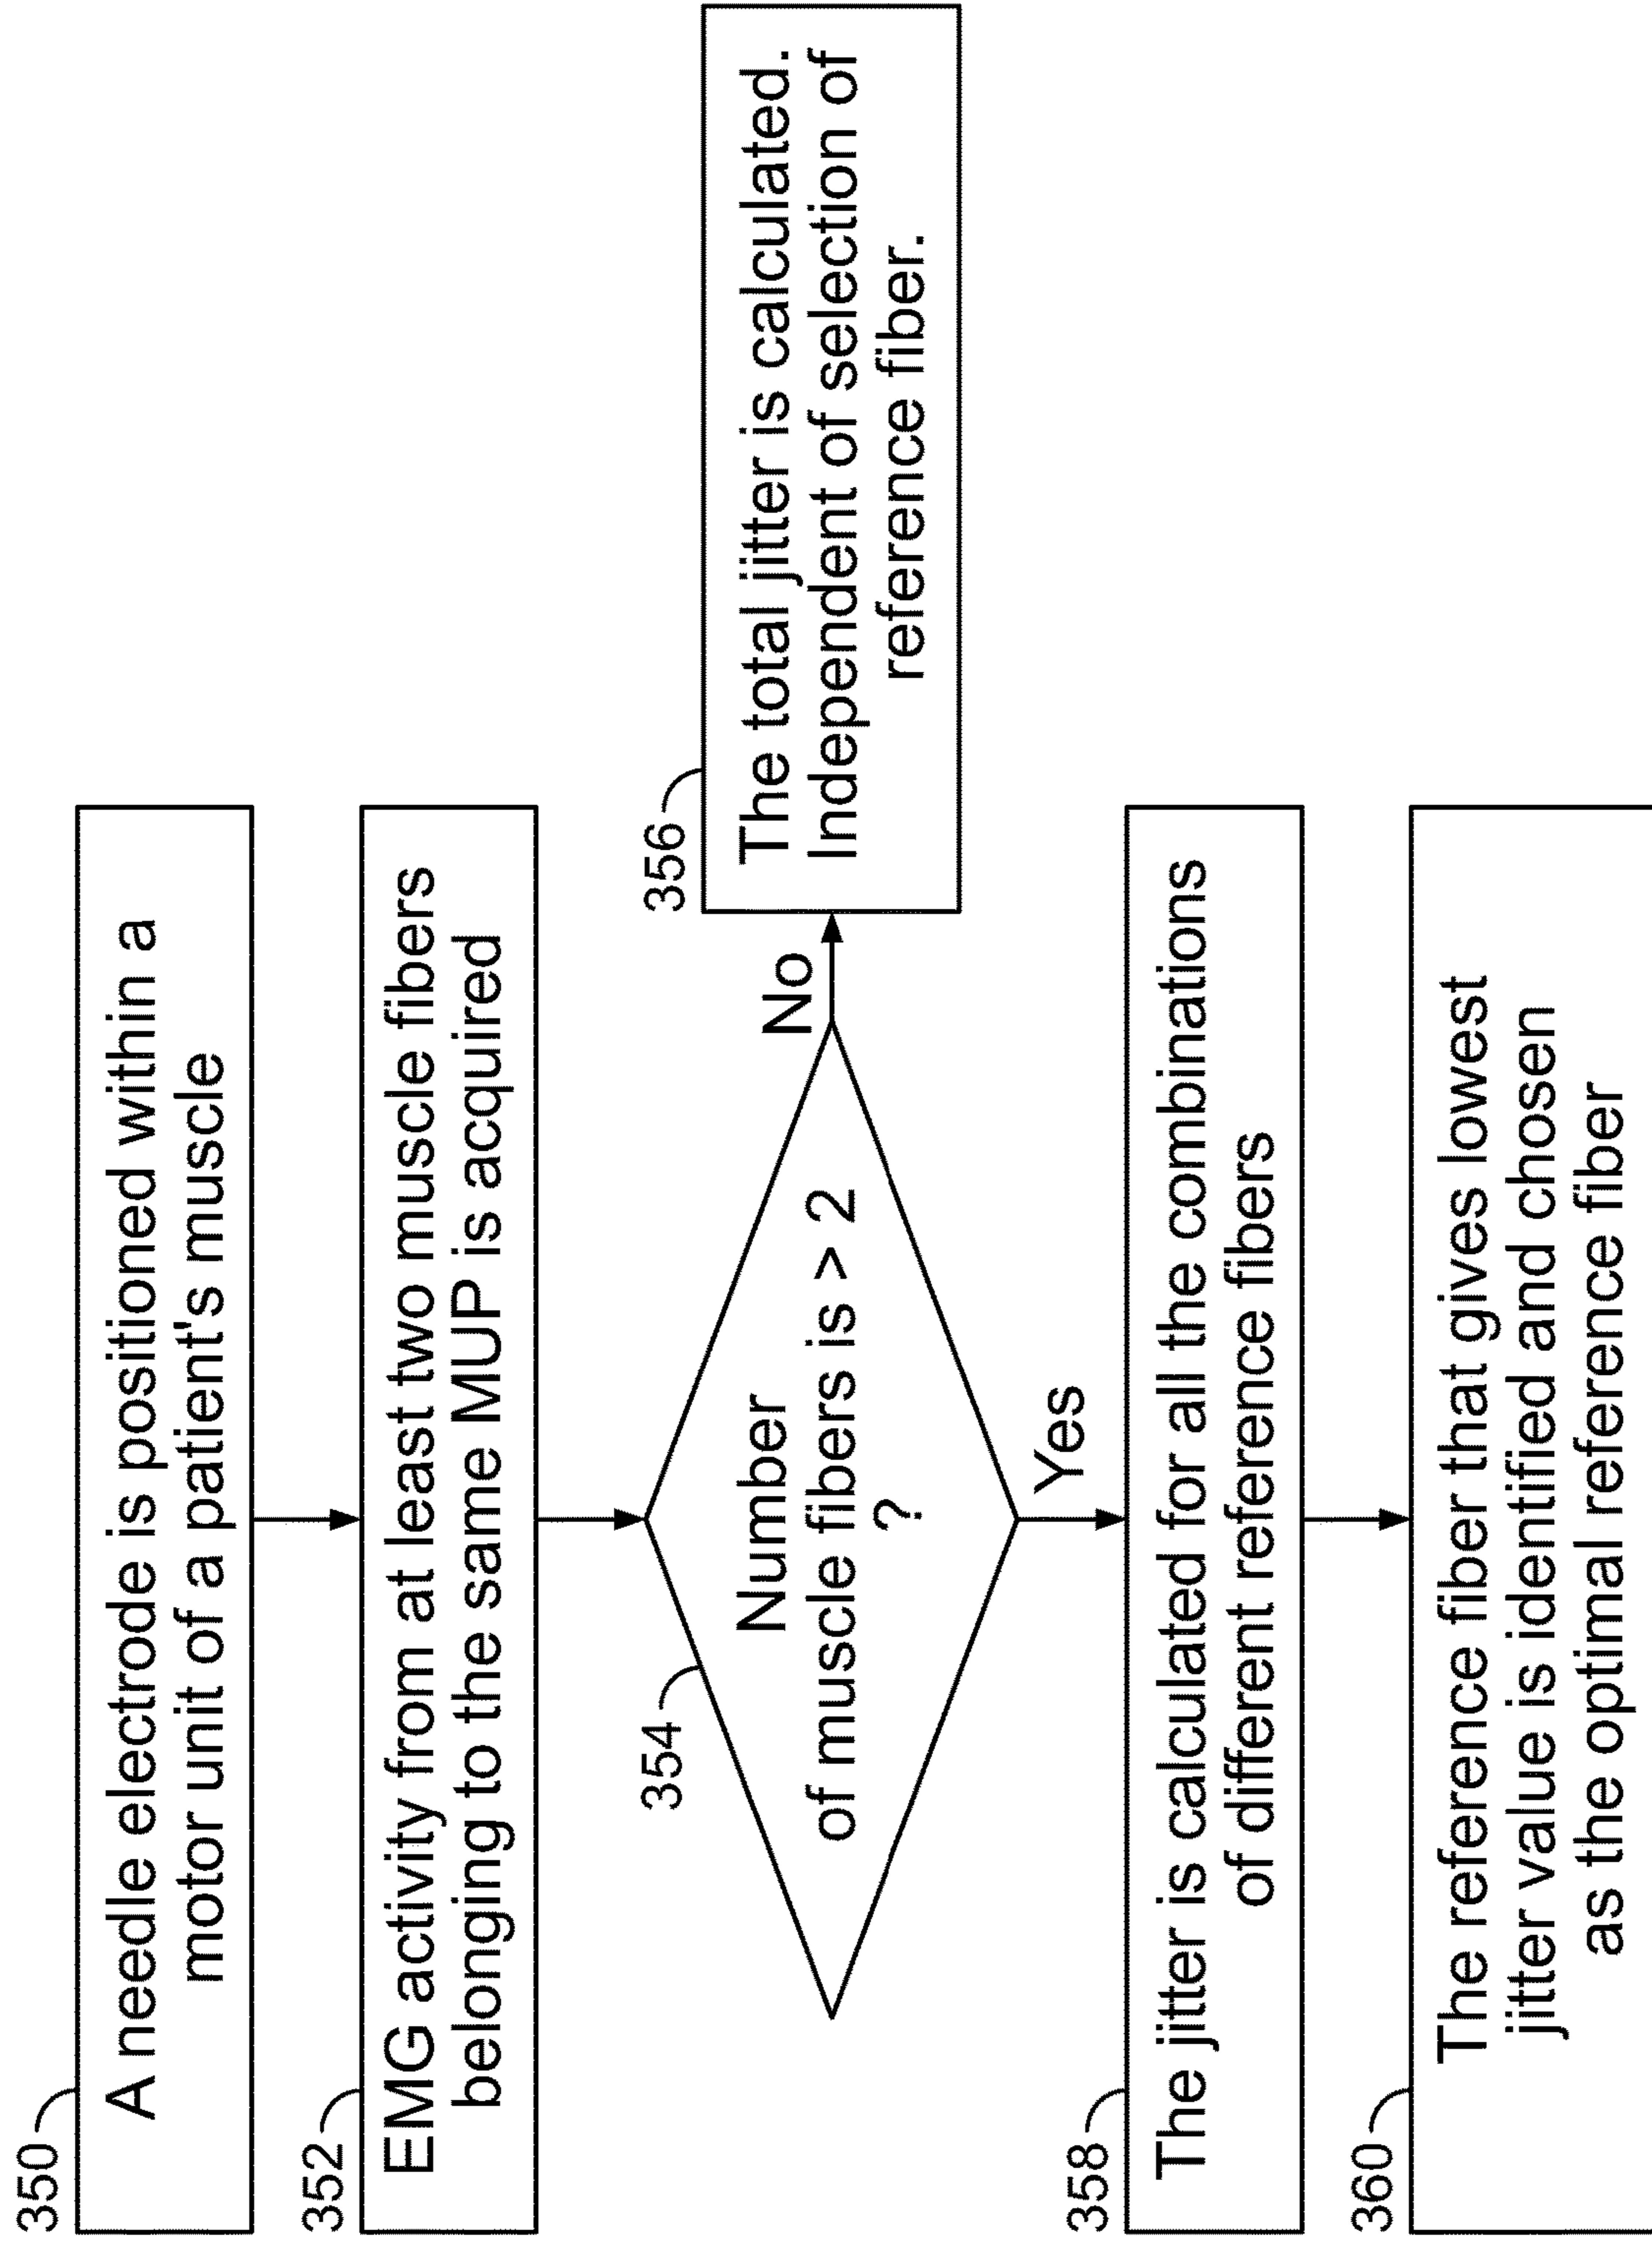 350
A needle electrode is positioned within a
motor unit of a patient's muscle
352
EMG activity from at least two muscle fibers
belonging to the same MUP is acquired
354
Number
of muscle fibers is > 2
?
No
356
The total jitter is calculated.
Independent of selection of
reference fiber.
Yes
358
The jitter is calculated for all the combinations
of different reference fibers
360
The reference fiber that gives lowest
jitter value is identified and chosen
as the optimal reference fiber